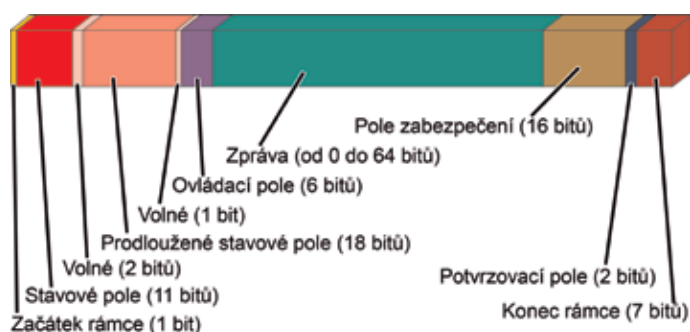 Pole zabezpečení (16 bitů)
Zpráva (od 0 do 64 bitů)
Ovládací pole (6 bitů)
Volné (1 bit)
Prodloužené stavové pole (18 bitů)
Volné (2 bitů)
Potvrzovací pole (2 bitů)
Stavové pole (11 bitů)
Konec rámce (7 bitů)
Začátek rámce (1 bit)